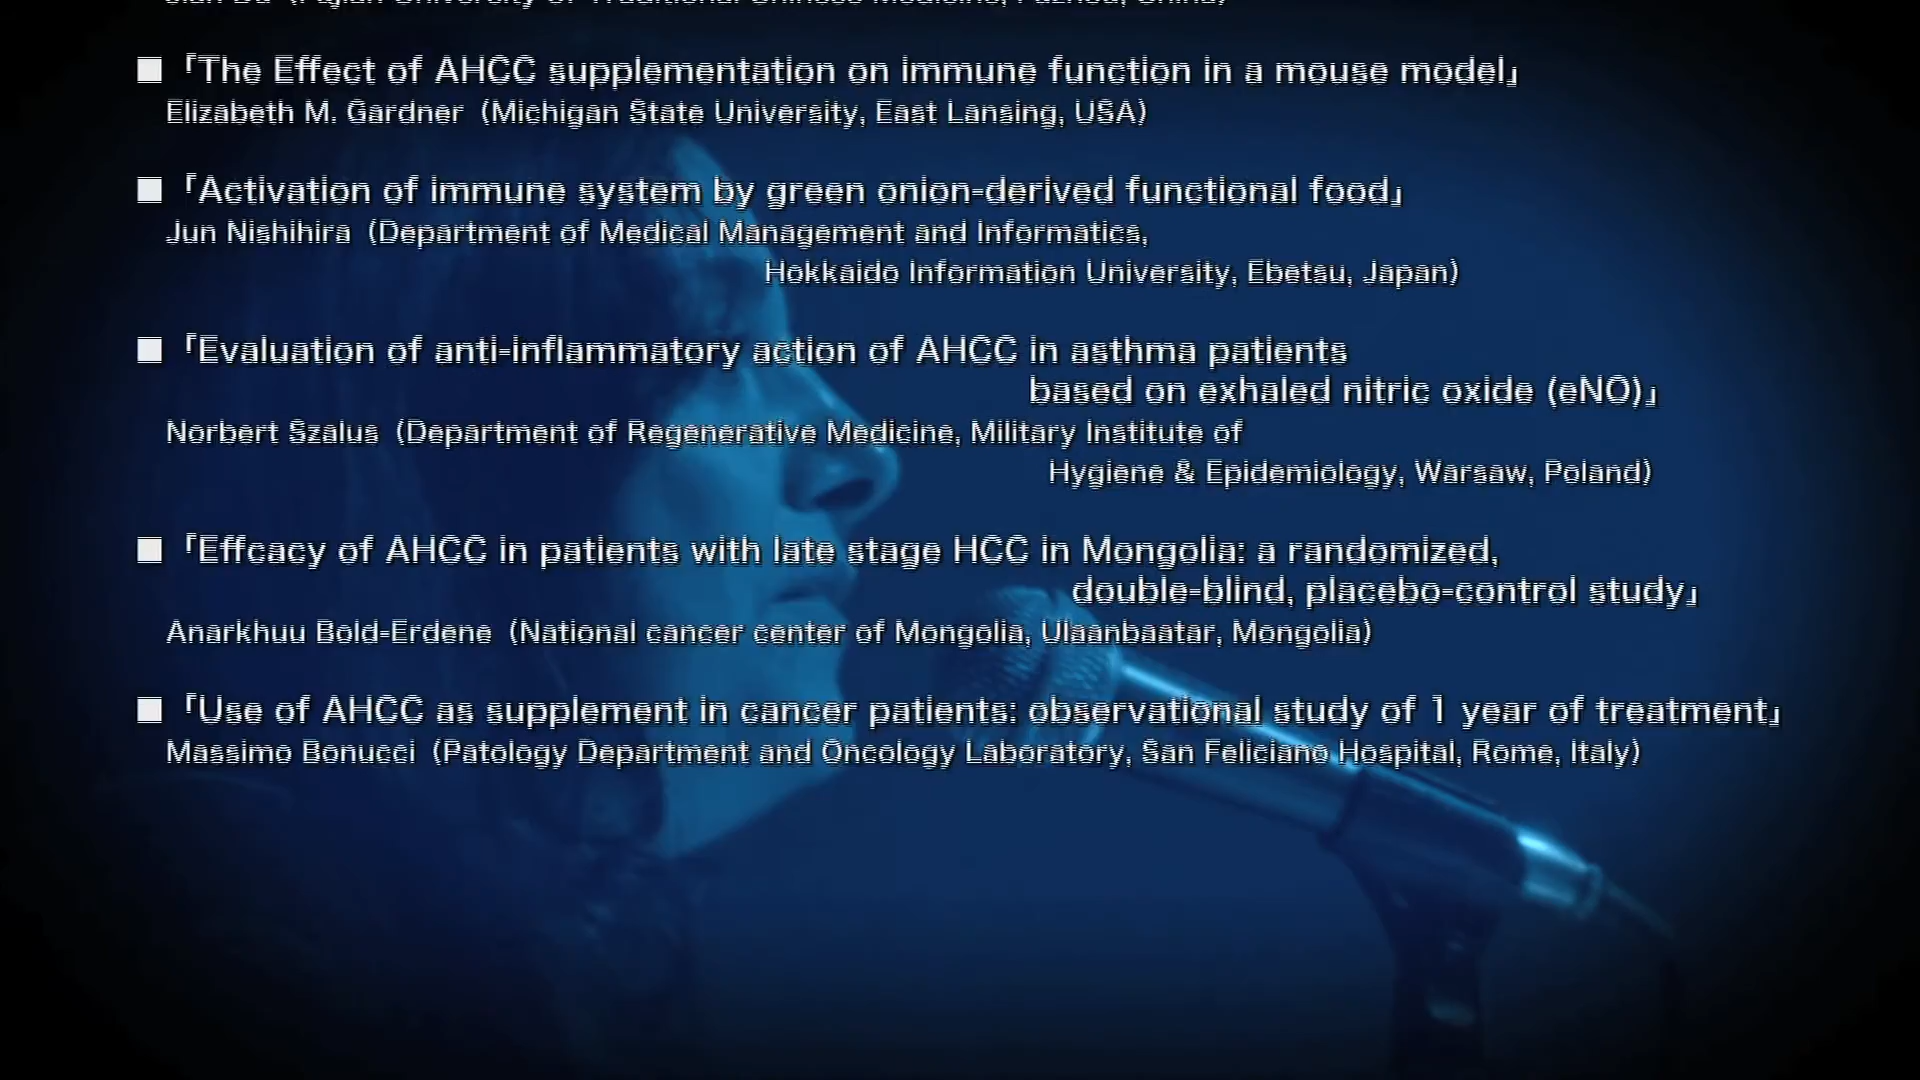 ■「The Effect of AHCC supplementation on immune function in a mouse model」
Elizabeth M. Gardner (Michigan State University, East Lansing, USA)
■「Activation of immune system by green onion-derived functional food」
Jun Nishihira (Department of Medical Management and Informatics,
Hokkaido Information University, Ebetsu, Japan)
■「Evaluation of anti-inflammatory action of AHCC in asthma patients
based on exhaled nitric oxide (eNO)」
Norbert Szalus (Department of Regenerative Medicine, Military Institute of
Hygiene & Epidemiology, Warsaw, Poland)
■「Effcacy of AHCC in patients with late stage HCC in Mongolia: a randomized,
double-blind, placebo-control study」
Anarkhuu Bold-Erdene (National cancer center of Mongolia, Ulaanbaatar, Mongolia)
■「Use of AHCC as supplement in cancer patients: observational study of 1 year of treatment」
Massimo Bonucci (Patology Department and Oncology Laboratory, San Feliciano Hospital, Rome, Italy)